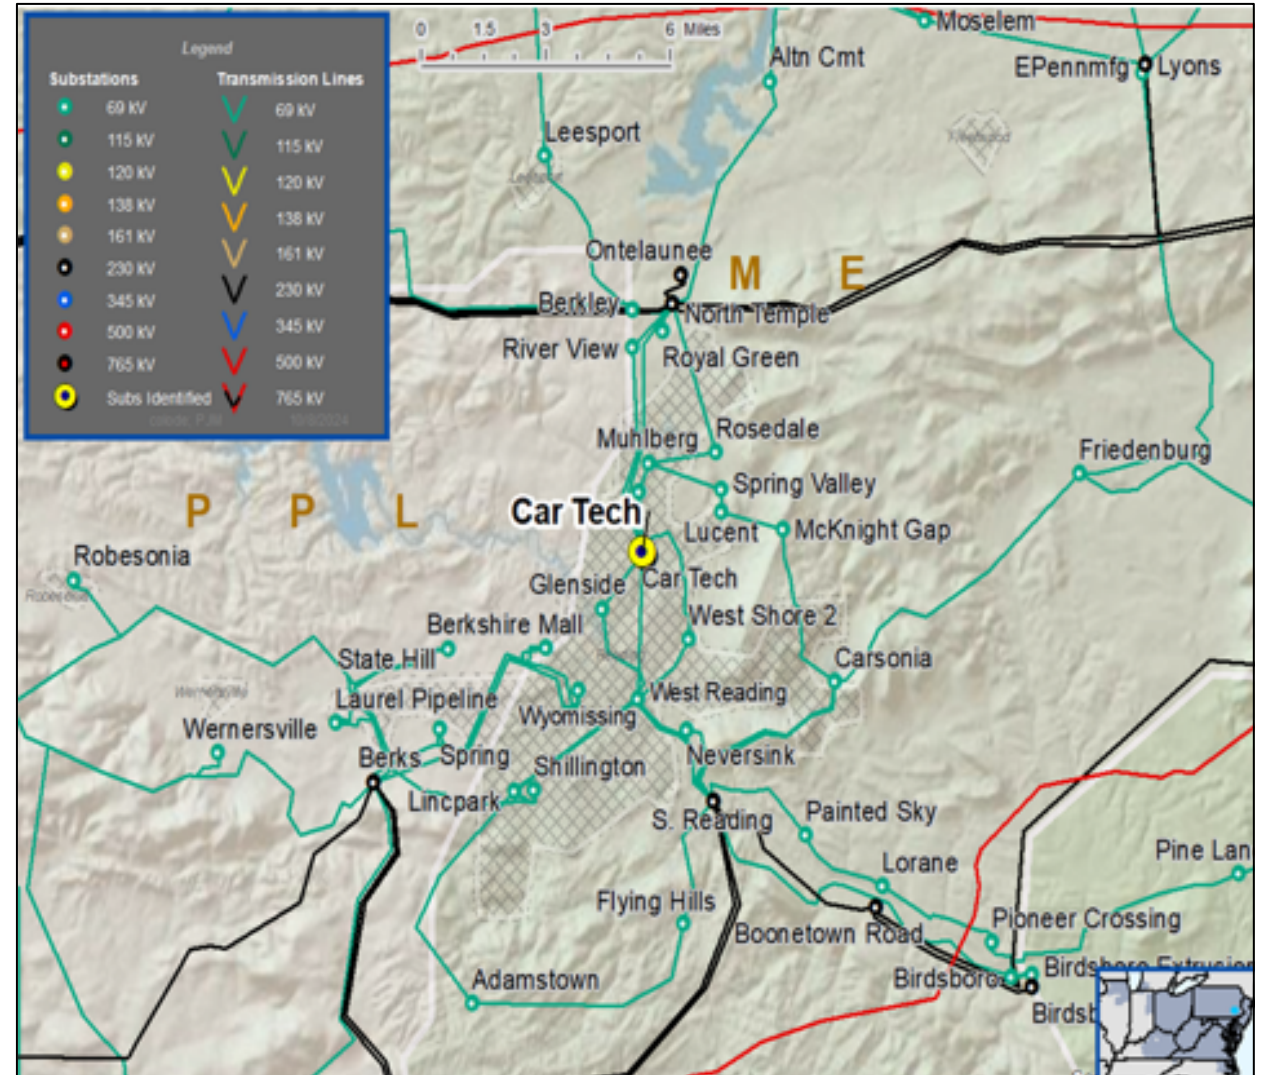 Legend
Substations
Transmission Lines
69 kV
69 kV
115 kV
115 kV
120 kV
120 kV
138 kV
138 kV
161 kV
161 kV
230 kV
230 kV
345 kV
345 kV
500 kV
500 kV
765 kV
765 kV
Subs Identified
0 1.5 3 6 Miles
Moselem
Altn Cmt
EPennmfg
Lyons
Leesport
Ontelaunee
M E
Berkley
North Temple
River View
Royal Green
Muhlberg
Rosedale
Friedenburg
Spring Valley
P P L
Car Tech
Lucent
McKnight Gap
Robesonia
Glenside
Car Tech
Berkshire Mall
West Shore 2
State Hill
Carsonia
Laurel Pipeline
West Reading
Wernersville
Wyomissing
Berks
Spring
Neversink
Shillington
Lincpark
S. Reading
Painted Sky
Lorane
Pine Lan
Flying Hills
Pioneer Crossing
Boonetown Road
Adamstown
Birdsboro
Birdsboro Extrusion
Birdsb